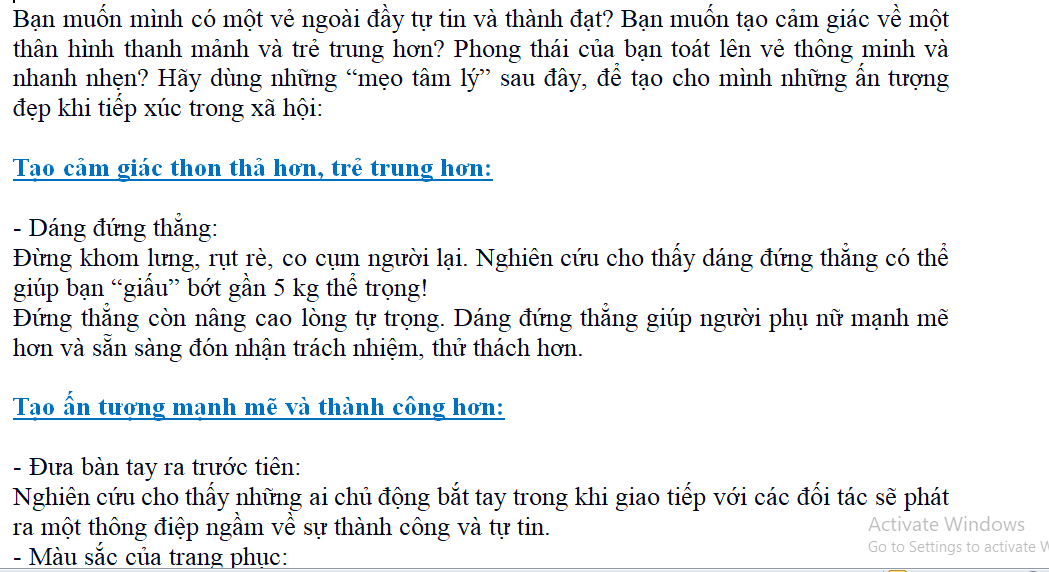 Bạn muốn mình có một vẻ ngoài đầy tự tin và thành đạt? Bạn muốn tạo cảm giác về một
thân hình thanh mảnh và trẻ trung hơn? Phong thái của bạn toát lên vẻ thông minh và
nhanh nhẹn? Hãy dùng những “mẹo tâm lý” sau đây, để tạo cho mình những ấn tượng
đẹp khi tiếp xúc trong xã hội:
Tạo cảm giác thon thả hơn, trẻ trung hơn:
- Dáng đứng thẳng:
Đừng khom lưng, rụt rè, co cụm người lại. Nghiên cứu cho thấy dáng đứng thẳng có thể
giúp bạn “giấu” bớt gần 5 kg thể trọng!
Đứng thẳng còn nâng cao lòng tự trọng. Dáng đứng thẳng giúp người phụ nữ mạnh mẽ
hơn và sẵn sàng đón nhận trách nhiệm, thử thách hơn.
Tạo ấn tượng mạnh mẽ và thành công hơn:
- Đưa bàn tay ra trước tiên:
Nghiên cứu cho thấy những ai chủ động bắt tay trong khi giao tiếp với các đối tác sẽ phát
ra một thông điệp ngầm về sự thành công và tự tin.
Activate Windows
Go to Settings to activate W
- Màu sắc của trang phục: